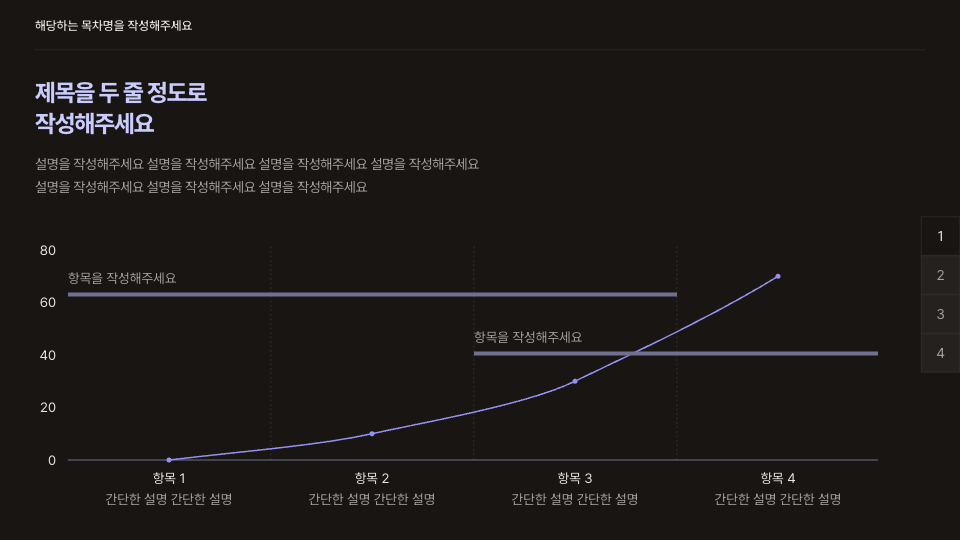 해당하는 목차명을 작성해주세요
제목을 두 줄 정도로
작성해주세요
설명을 작성해주세요 설명을 작성해주세요 설명을 작성해주세요 설명을 작성해주세요
설명을 작성해주세요 설명을 작성해주세요 설명을 작성해주세요
80
항목을 작성해주세요
60
항목을 작성해주세요
40
20
0
항목 1
간단한 설명 간단한 설명
항목 2
간단한 설명 간단한 설명
항목 3
간단한 설명 간단한 설명
항목 4
간단한 설명 간단한 설명
1
2
3
4